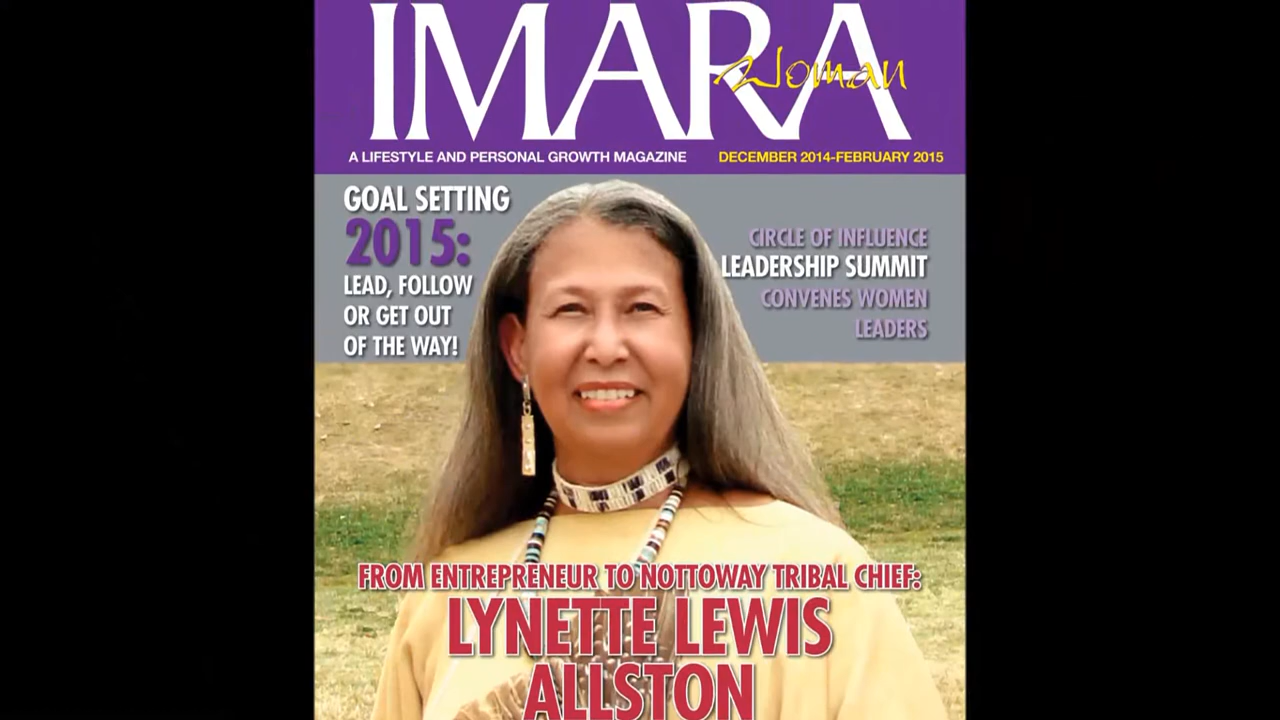 IMARA
Woman
A LIFESTYLE AND PERSONAL GROWTH MAGAZINE
DECEMBER 2014-FEBRUARY 2015
GOAL SETTING
2015:
LEAD, FOLLOW
OR GET OUT
OF THE WAY!
CIRCLE OF INFLUENCE
LEADERSHIP SUMMIT
CONVENES WOMEN
LEADERS
FROM ENTREPRENEUR TO NOTTOWAY TRIBAL CHIEF:
LYNETTE LEWIS
ALLSTON